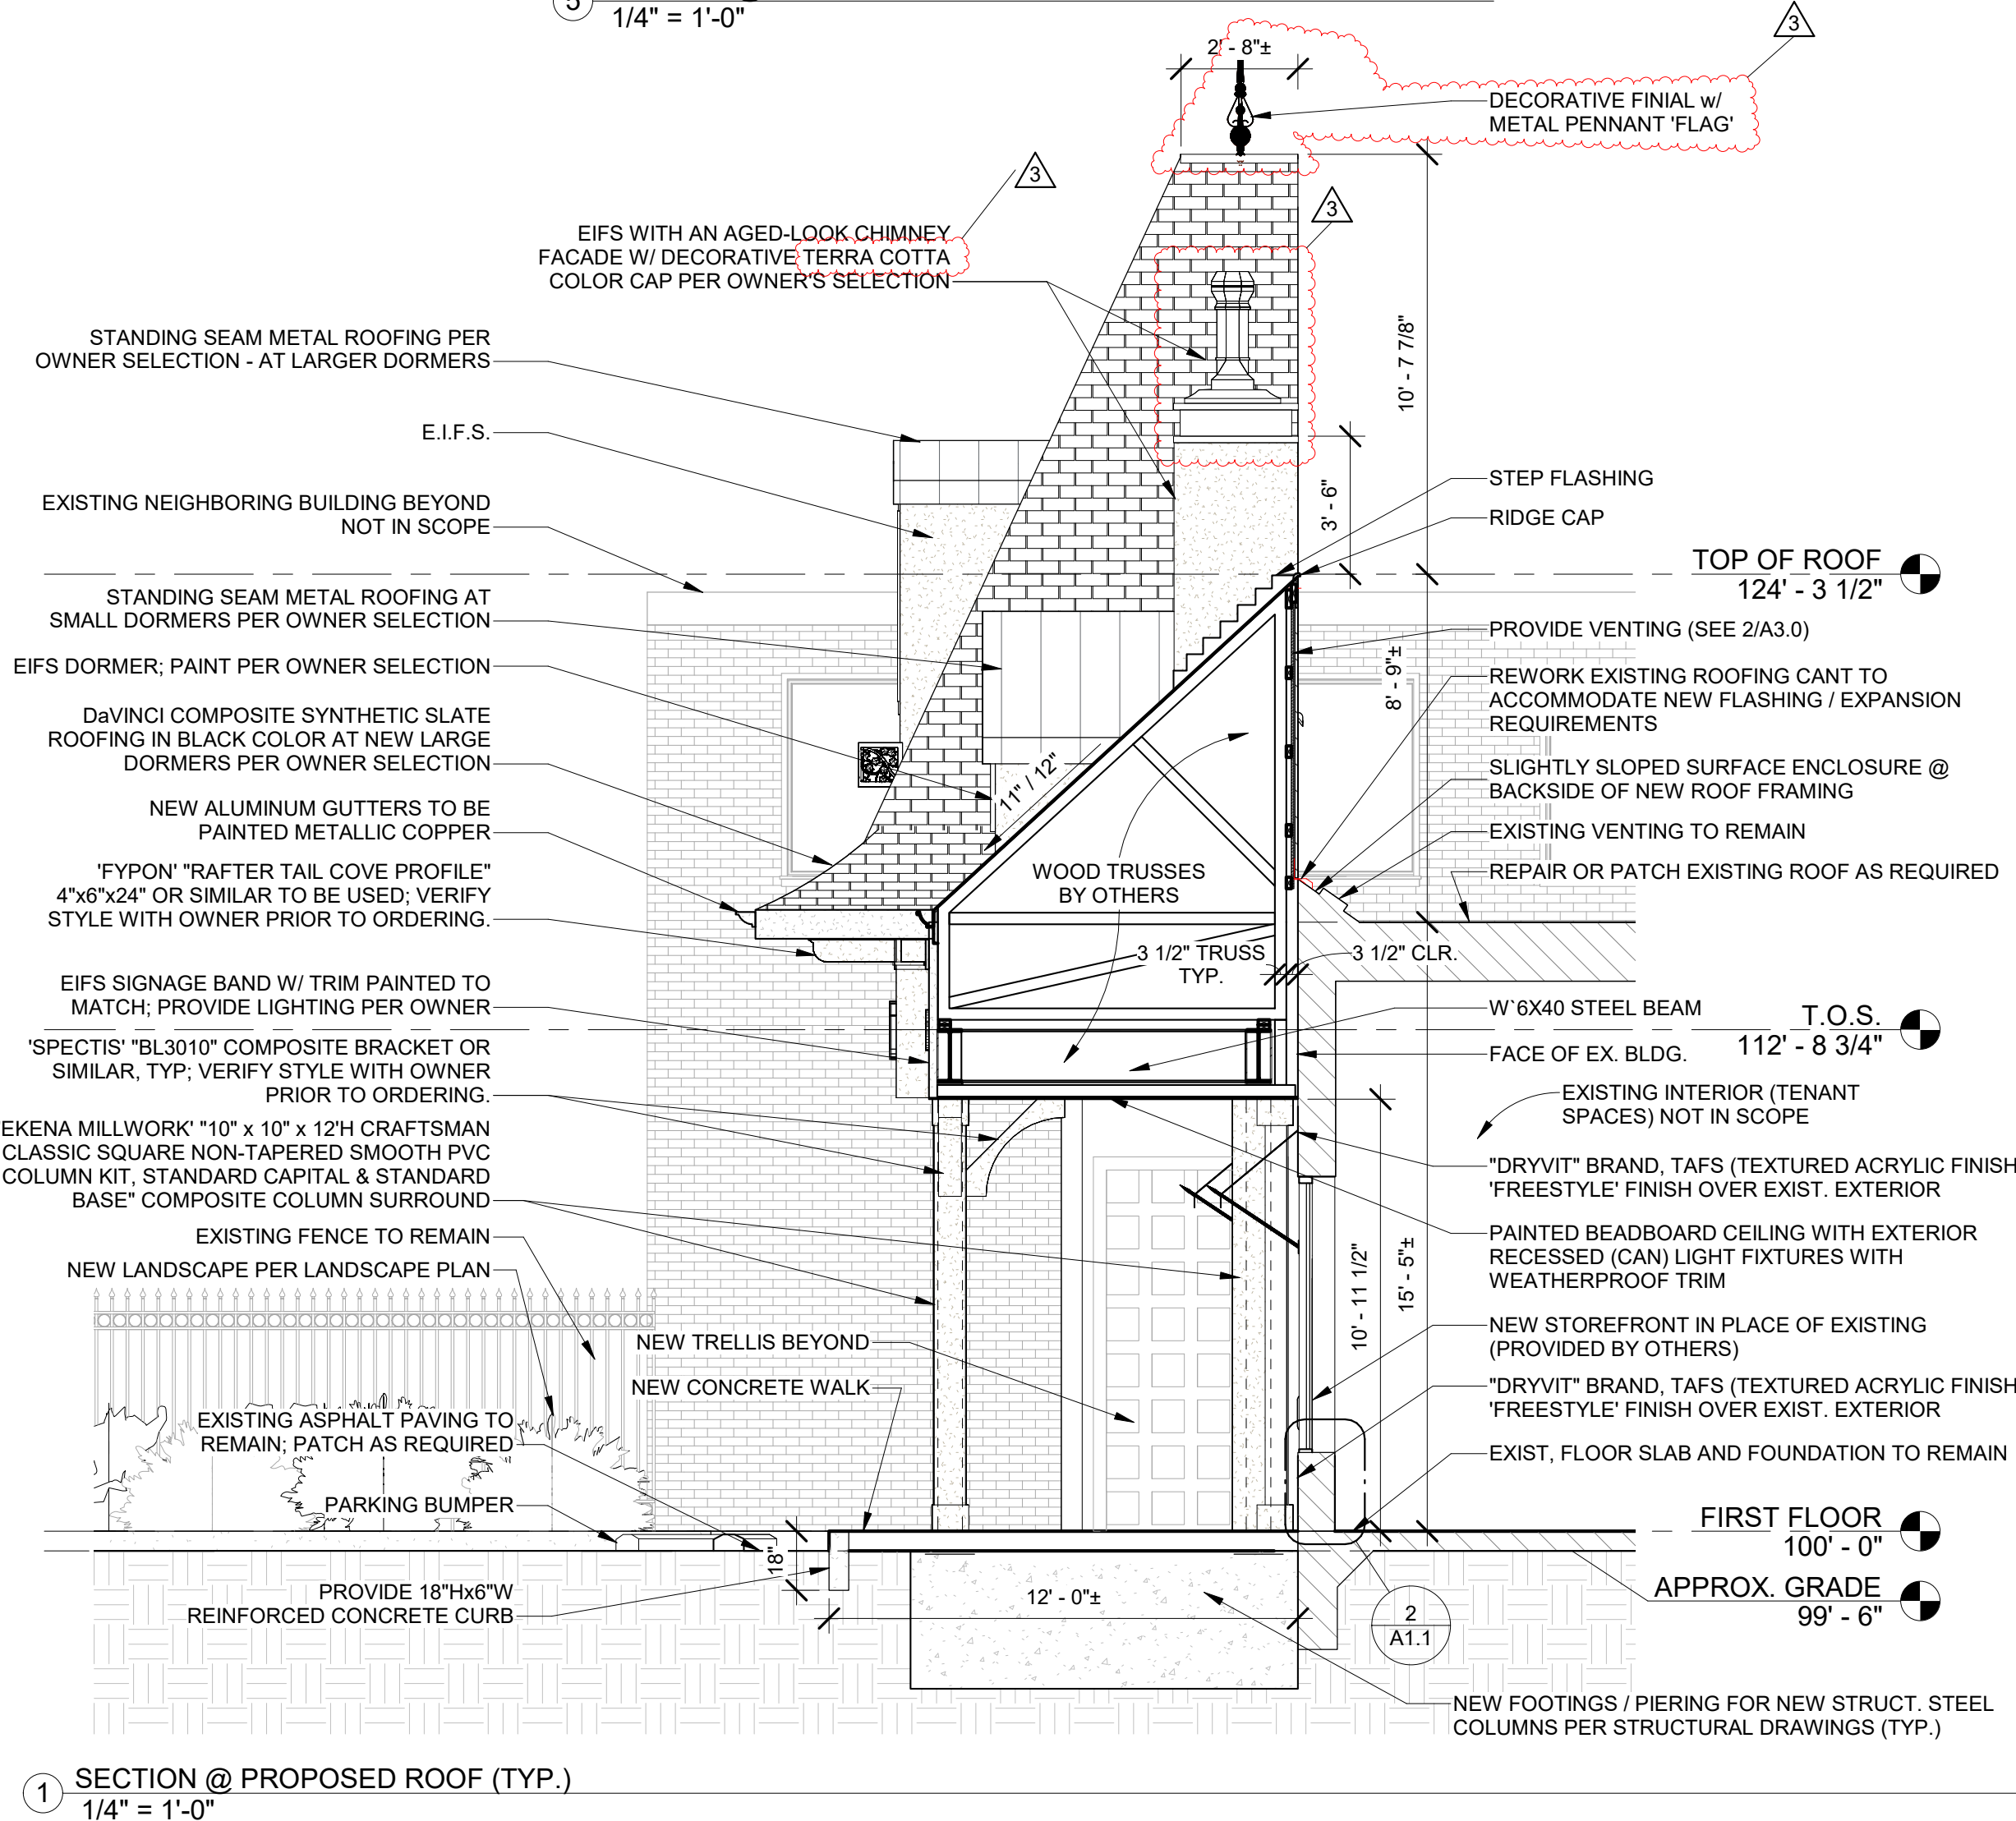 5
1/4" = 1'-0"
3
2' - 8"±
DECORATIVE FINIAL w/
METAL PENNANT 'FLAG'
3
3
EIFS WITH AN AGED-LOOK CHIMNEY
FACADE W/ DECORATIVE TERRA COTTA
COLOR CAP PER OWNER'S SELECTION
10' - 7 7/8"
STANDING SEAM METAL ROOFING PER
OWNER SELECTION - AT LARGER DORMERS
E.I.F.S.
EXISTING NEIGHBORING BUILDING BEYOND
NOT IN SCOPE
STANDING SEAM METAL ROOFING AT
SMALL DORMERS PER OWNER SELECTION
EIFS DORMER; PAINT PER OWNER SELECTION
DaVINCI COMPOSITE SYNTHETIC SLATE
ROOFING IN BLACK COLOR AT NEW LARGE
DORMERS PER OWNER SELECTION
NEW ALUMINUM GUTTERS TO BE
PAINTED METALLIC COPPER
'FYPON' "RAFTER TAIL COVE PROFILE"
4"x6"x24" OR SIMILAR TO BE USED; VERIFY
STYLE WITH OWNER PRIOR TO ORDERING.
EIFS SIGNAGE BAND W/ TRIM PAINTED TO
MATCH; PROVIDE LIGHTING PER OWNER
'SPECTIS' "BL3010" COMPOSITE BRACKET OR
SIMILAR, TYP; VERIFY STYLE WITH OWNER
PRIOR TO ORDERING.
EKENA MILLWORK' "10" x 10" x 12'H CRAFTSMAN
CLASSIC SQUARE NON-TAPERED SMOOTH PVC
COLUMN KIT, STANDARD CAPITAL & STANDARD
BASE" COMPOSITE COLUMN SURROUND
EXISTING FENCE TO REMAIN
NEW LANDSCAPE PER LANDSCAPE PLAN
NEW TRELLIS BEYOND
NEW CONCRETE WALK
EXISTING ASPHALT PAVING TO
REMAIN; PATCH AS REQUIRED
PARKING BUMPER
18"
PROVIDE 18"Hx6"W
REINFORCED CONCRETE CURB
12' - 0"±
11" / 12"
WOOD TRUSSES
BY OTHERS
3 1/2" TRUSS
TYP.
3 1/2" CLR.
3' - 6"
STEP FLASHING
RIDGE CAP
TOP OF ROOF
124' - 3 1/2"
PROVIDE VENTING (SEE 2/A3.0)
8' - 9"±
REWORK EXISTING ROOFING CANT TO
ACCOMMODATE NEW FLASHING / EXPANSION
REQUIREMENTS
SLIGHTLY SLOPED SURFACE ENCLOSURE @
BACKSIDE OF NEW ROOF FRAMING
EXISTING VENTING TO REMAIN
REPAIR OR PATCH EXISTING ROOF AS REQUIRED
W`6X40 STEEL BEAM
T.O.S.
112' - 8 3/4"
FACE OF EX. BLDG.
EXISTING INTERIOR (TENANT
SPACES) NOT IN SCOPE
"DRYVIT" BRAND, TAFS (TEXTURED ACRYLIC FINISH
'FREESTYLE' FINISH OVER EXIST. EXTERIOR
PAINTED BEADBOARD CEILING WITH EXTERIOR
RECESSED (CAN) LIGHT FIXTURES WITH
WEATHERPROOF TRIM
10' - 11 1/2"
15' - 5"±
NEW STOREFRONT IN PLACE OF EXISTING
(PROVIDED BY OTHERS)
"DRYVIT" BRAND, TAFS (TEXTURED ACRYLIC FINISH
'FREESTYLE' FINISH OVER EXIST. EXTERIOR
EXIST, FLOOR SLAB AND FOUNDATION TO REMAIN
FIRST FLOOR
100' - 0"
APPROX. GRADE
99' - 6"
2
A1.1
NEW FOOTINGS / PIERING FOR NEW STRUCT. STEEL
COLUMNS PER STRUCTURAL DRAWINGS (TYP.)
1
SECTION @ PROPOSED ROOF (TYP.)
1/4" = 1'-0"